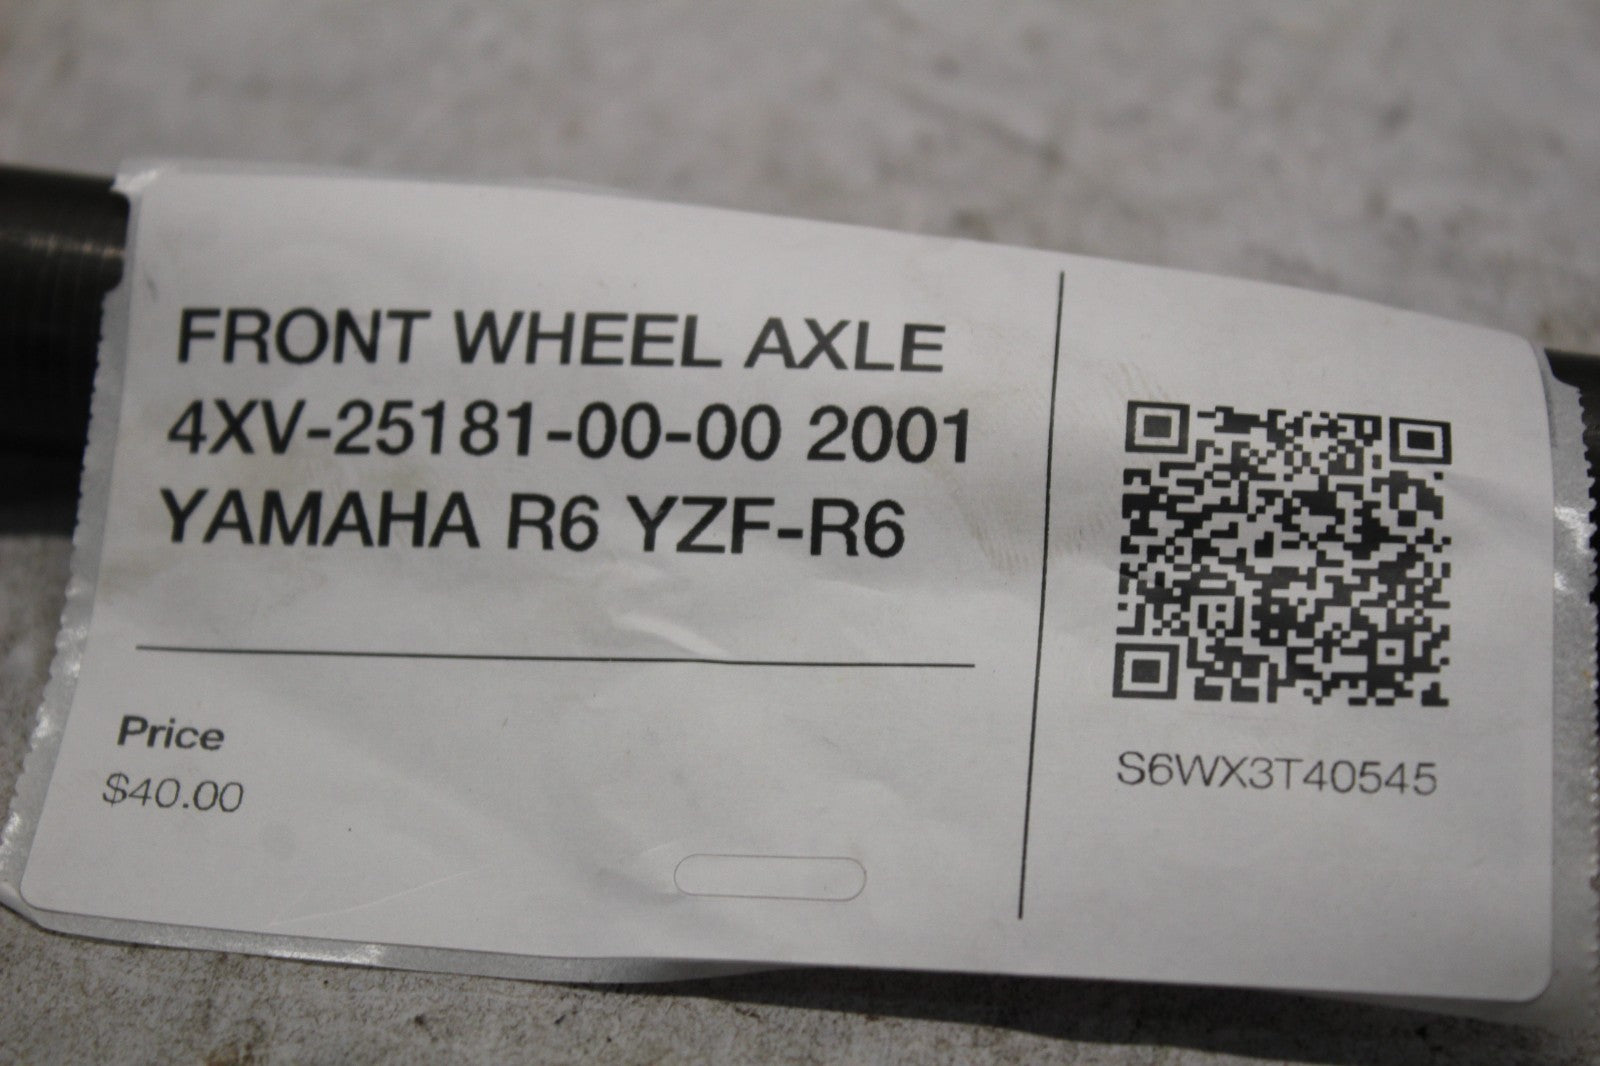 FRONT WHEEL AXLE
4XV-25181-00-00 2001
YAMAHA R6 YZF-R6
Price
$40.00
S6WX3T40545